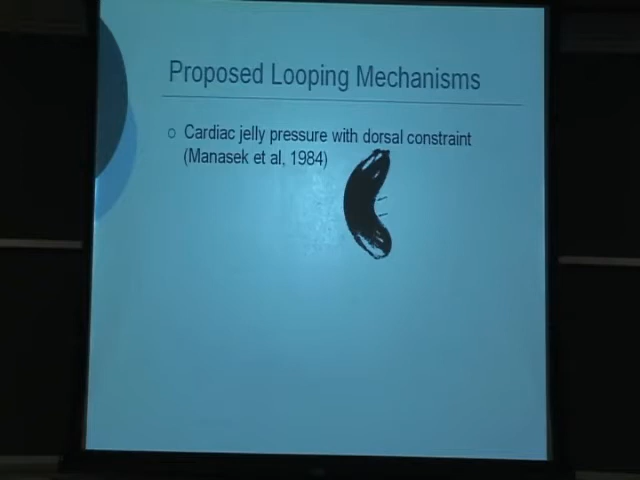 Proposed Looping Mechanisms
Cardiac jelly pressure with dorsal constraint
(Manasek et al, 1984)